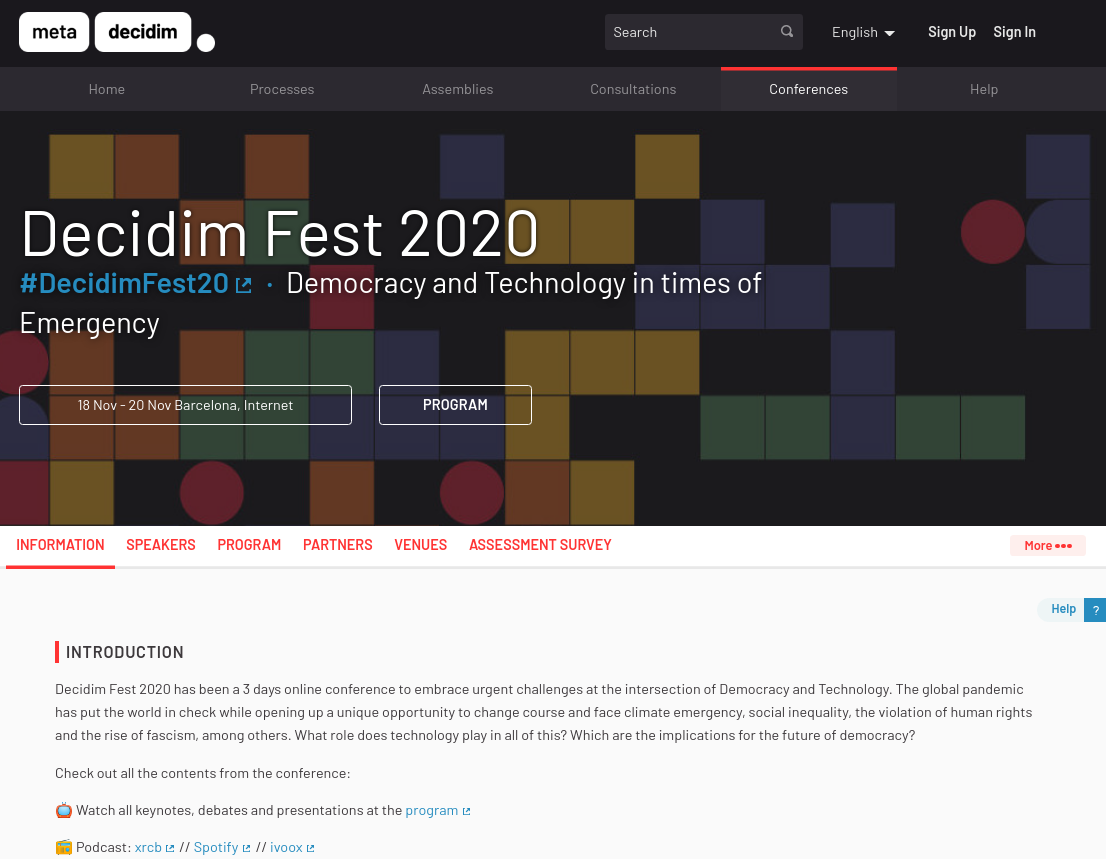 meta decidim
Search
English
Sign Up Sign In
Home Processes Assemblies Consultations Conferences Help
Decidim Fest 2020
#DecidimFest20 · Democracy and Technology in times of
Emergency
18 Nov - 20 Nov Barcelona, Internet PROGRAM
INFORMATION SPEAKERS PROGRAM PARTNERS VENUES ASSESSMENT SURVEY More •••
Help ?
INTRODUCTION
Decidim Fest 2020 has been a 3 days online conference to embrace urgent challenges at the intersection of Democracy and Technology. The global pandemic
has put the world in check while opening up a unique opportunity to change course and face climate emergency, social inequality, the violation of human rights
and the rise of fascism, among others. What role does technology play in all of this? Which are the implications for the future of democracy?
Check out all the contents from the conference:
📺 Watch all keynotes, debates and presentations at the program
📻 Podcast: xrcb // Spotify // ivoox